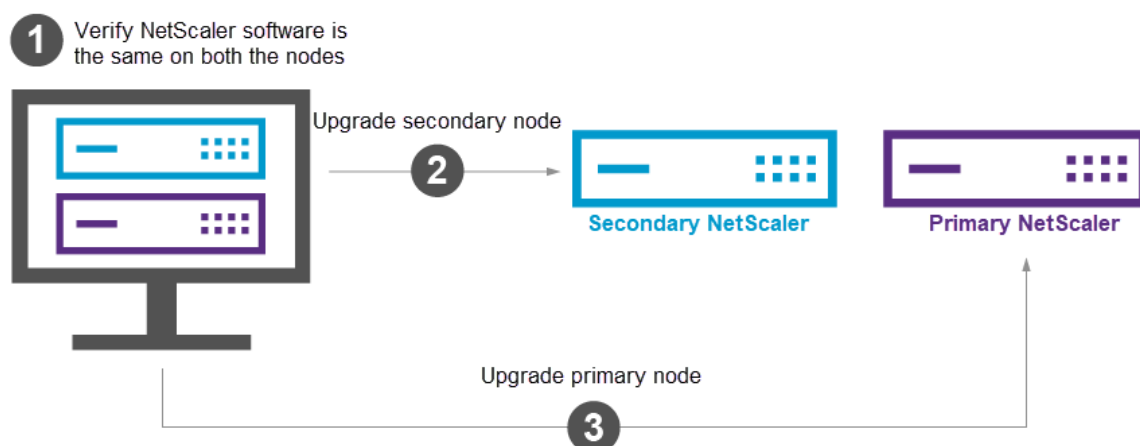 1
Verify NetScaler software is
the same on both the nodes
Upgrade secondary node
2
Secondary NetScaler
Primary NetScaler
Upgrade primary node
3